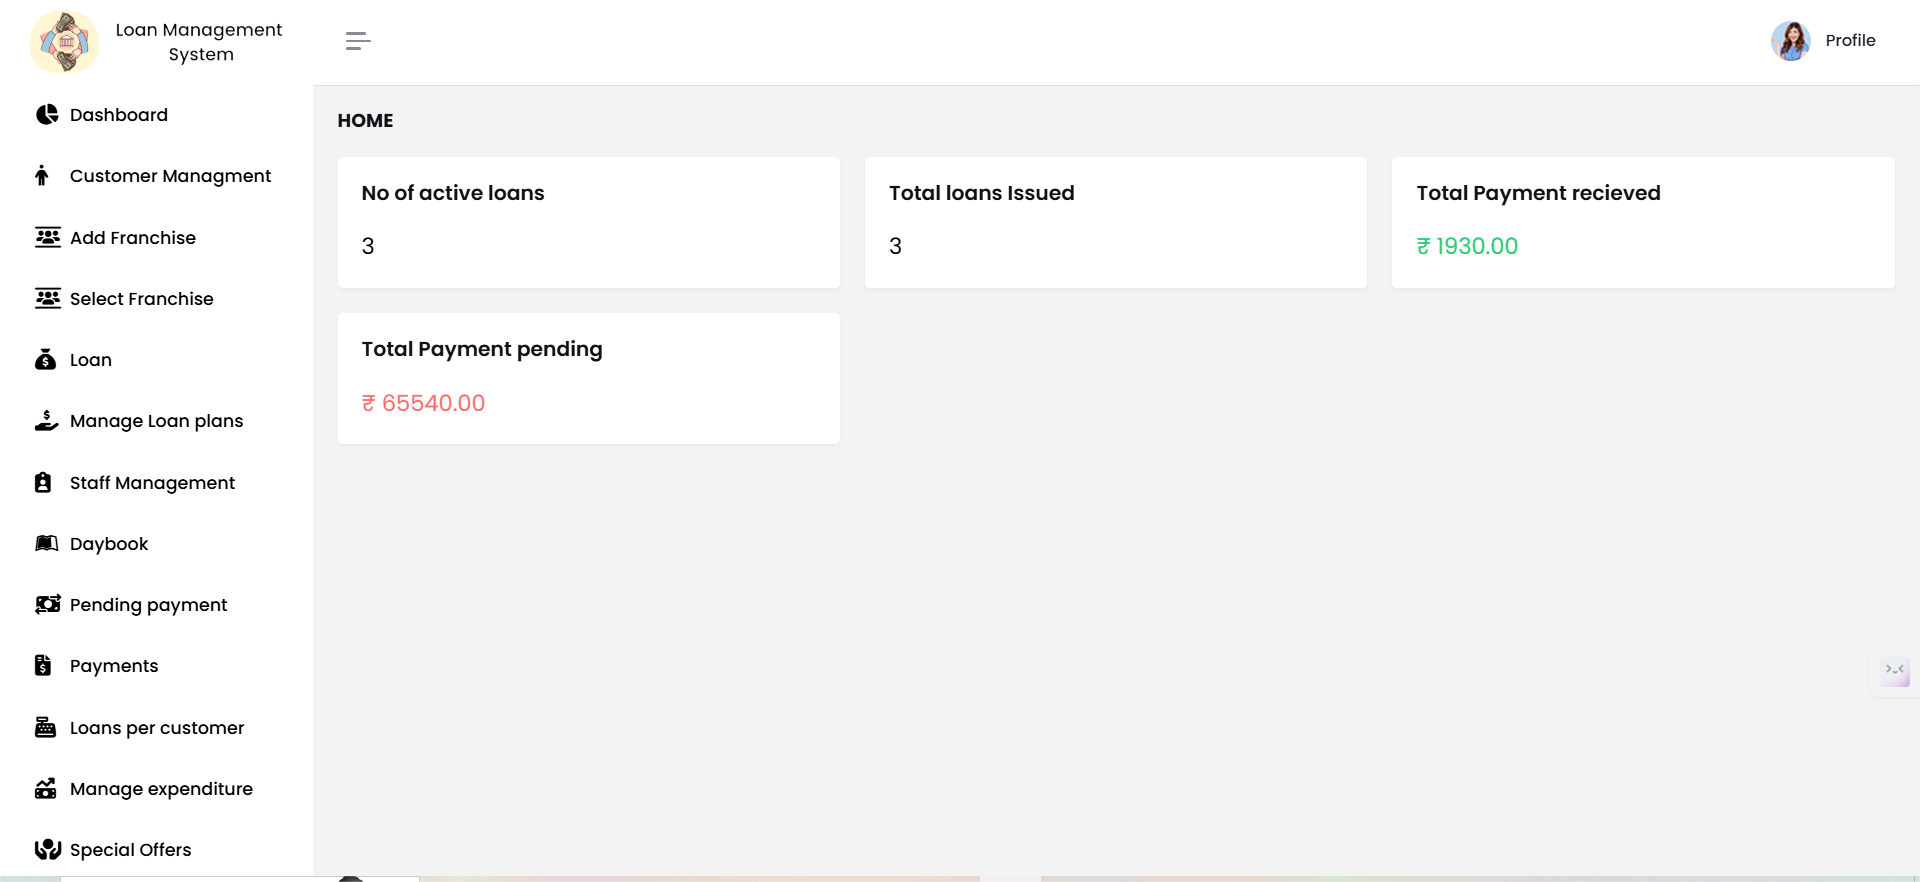 Loan Management
System
Profile
Dashboard
Customer Managment
Add Franchise
Select Franchise
Loan
Manage Loan plans
Staff Management
Daybook
Pending payment
Payments
Loans per customer
Manage expenditure
Special Offers
HOME
No of active loans
3
Total loans Issued
3
Total Payment recieved
₹ 1930.00
Total Payment pending
₹ 65540.00